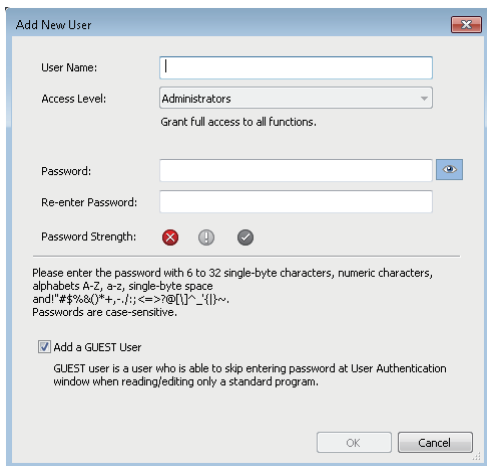 Add New User
User Name:
Access Level:
Administrators
Grant full access to all functions.
Password:
Re-enter Password:
Password Strength:
Please enter the password with 6 to 32 single-byte characters, numeric characters,
alphabets A-Z, a-z, single-byte space
and!"#$%&()*+,-./:;<=>?@[\]^_'{|}~.
Passwords are case-sensitive.
Add a GUEST User
GUEST user is a user who is able to skip entering password at User Authentication
window when reading/editing only a standard program.
OK
Cancel